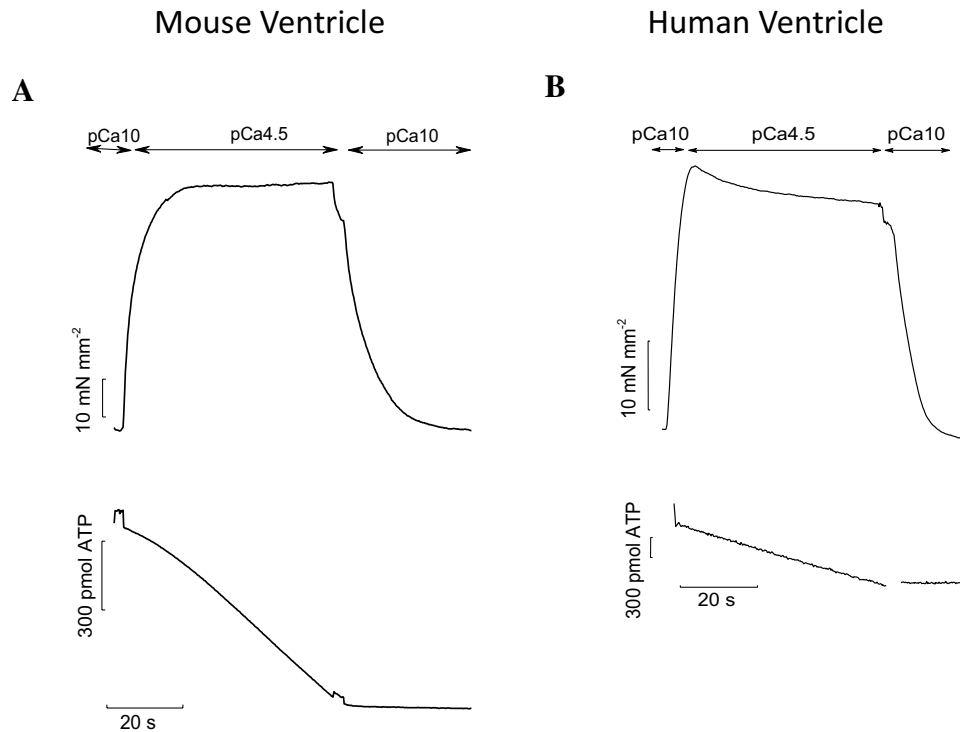 Mouse Ventricle
Human Ventricle
A
B
pCa10
pCa4.5
pCa10
pCa10
pCa4.5
pCa10
10 mN mm⁻²
10 mN mm⁻²
300 pmol ATP
300 pmol ATP
20 s
20 s